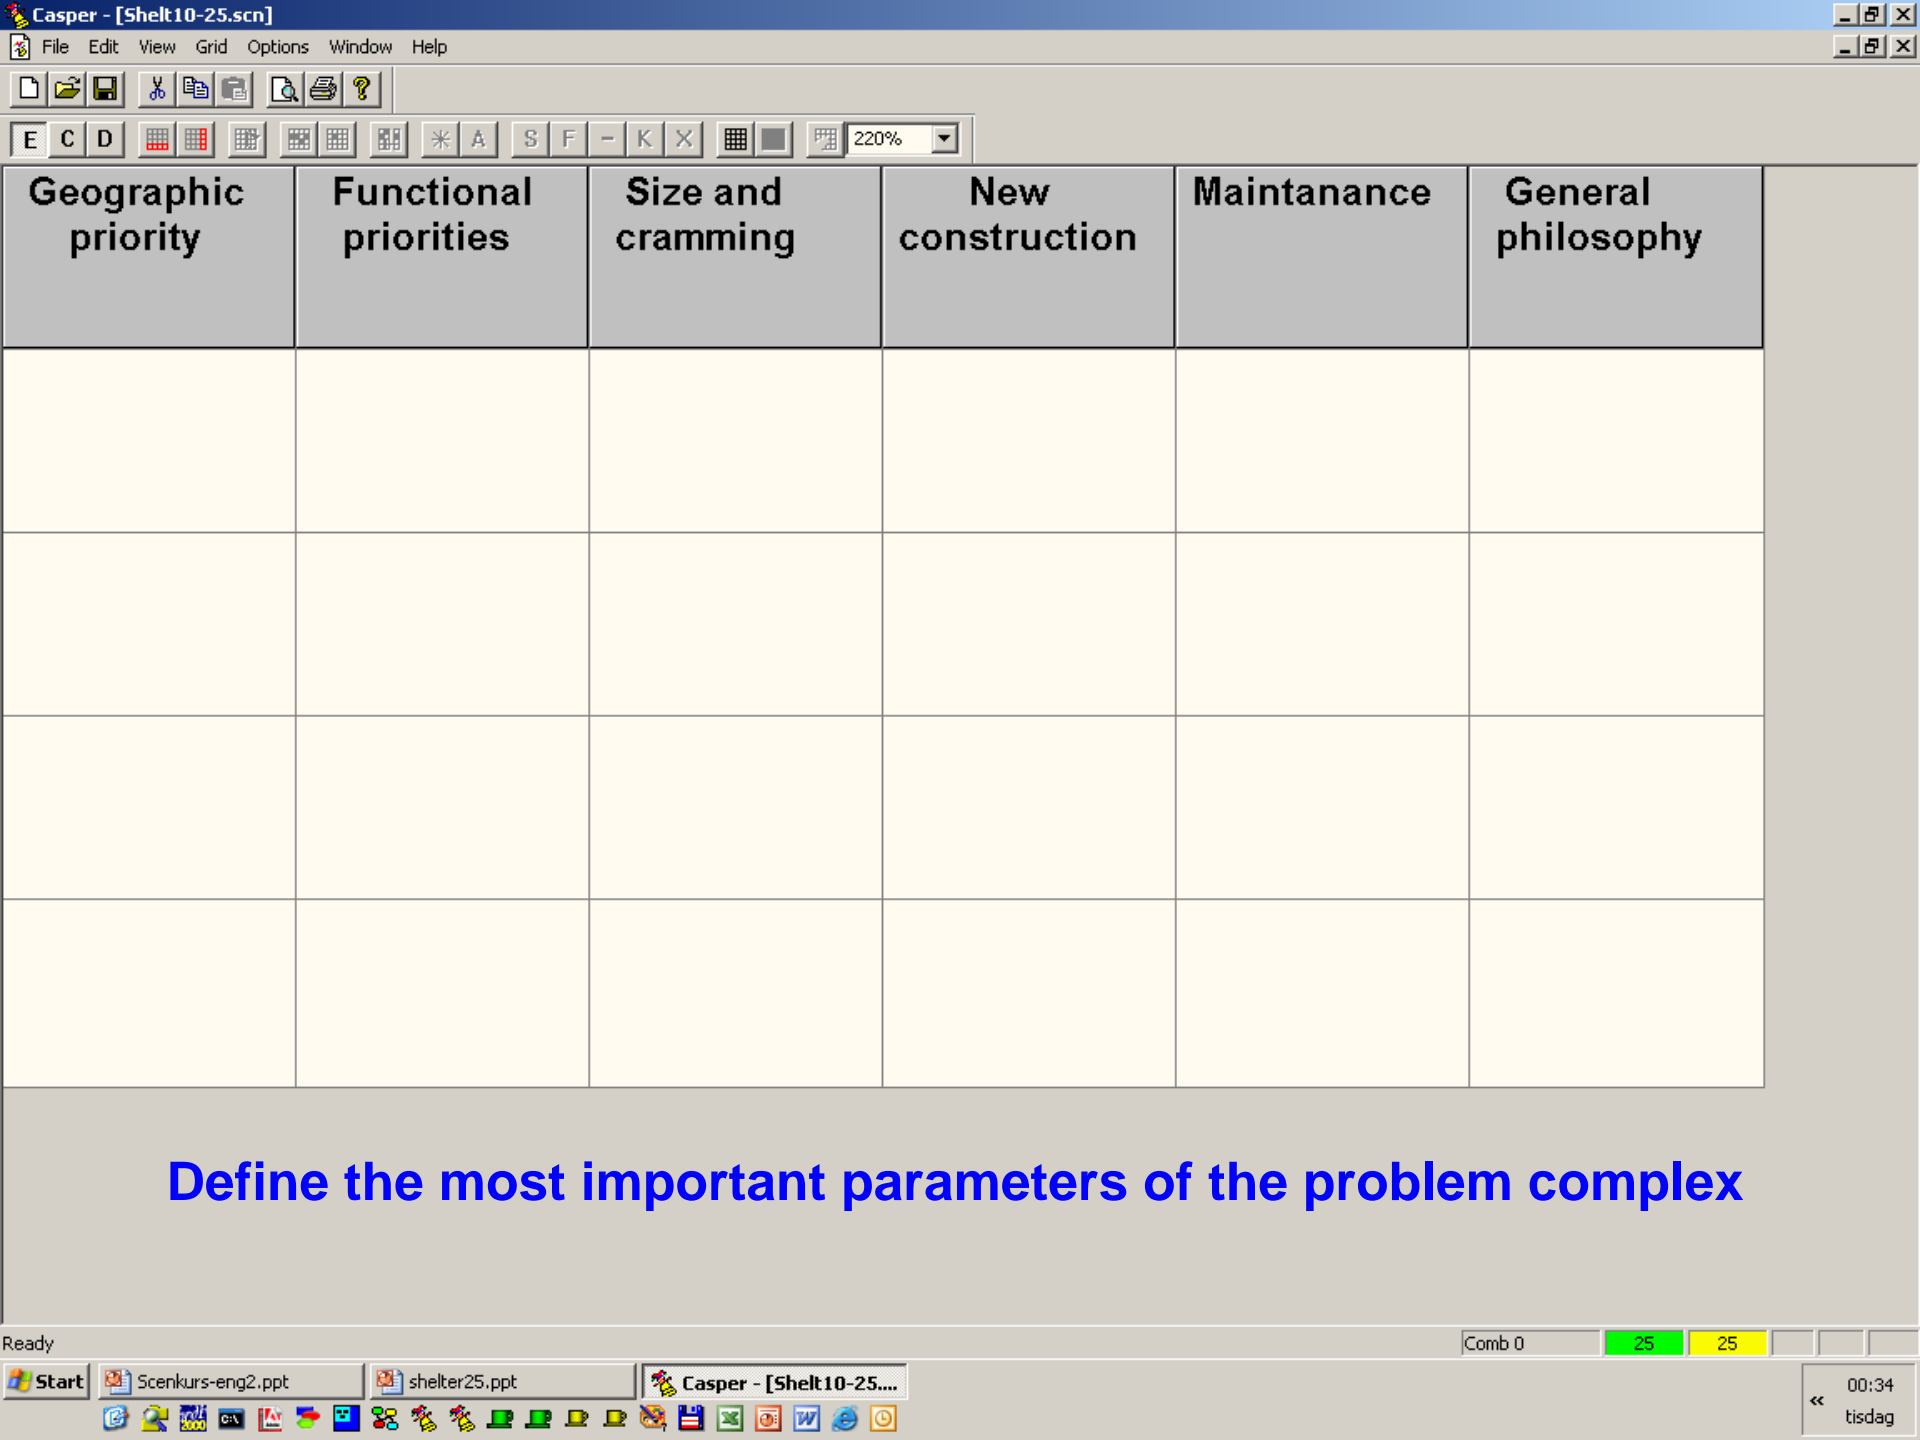 Casper - [Shelt10-25.scn]
File Edit View Grid Options Window Help
E C D * A S F - K X 220%
Geographic priority
Functional priorities
Size and cramming
New construction
Maintanance
General philosophy
Define the most important parameters of the problem complex
Ready
Comb 0 25 25
Start Scenkurs-eng2.ppt shelter25.ppt Casper - [Shelt10-25....
00:34
tisdag